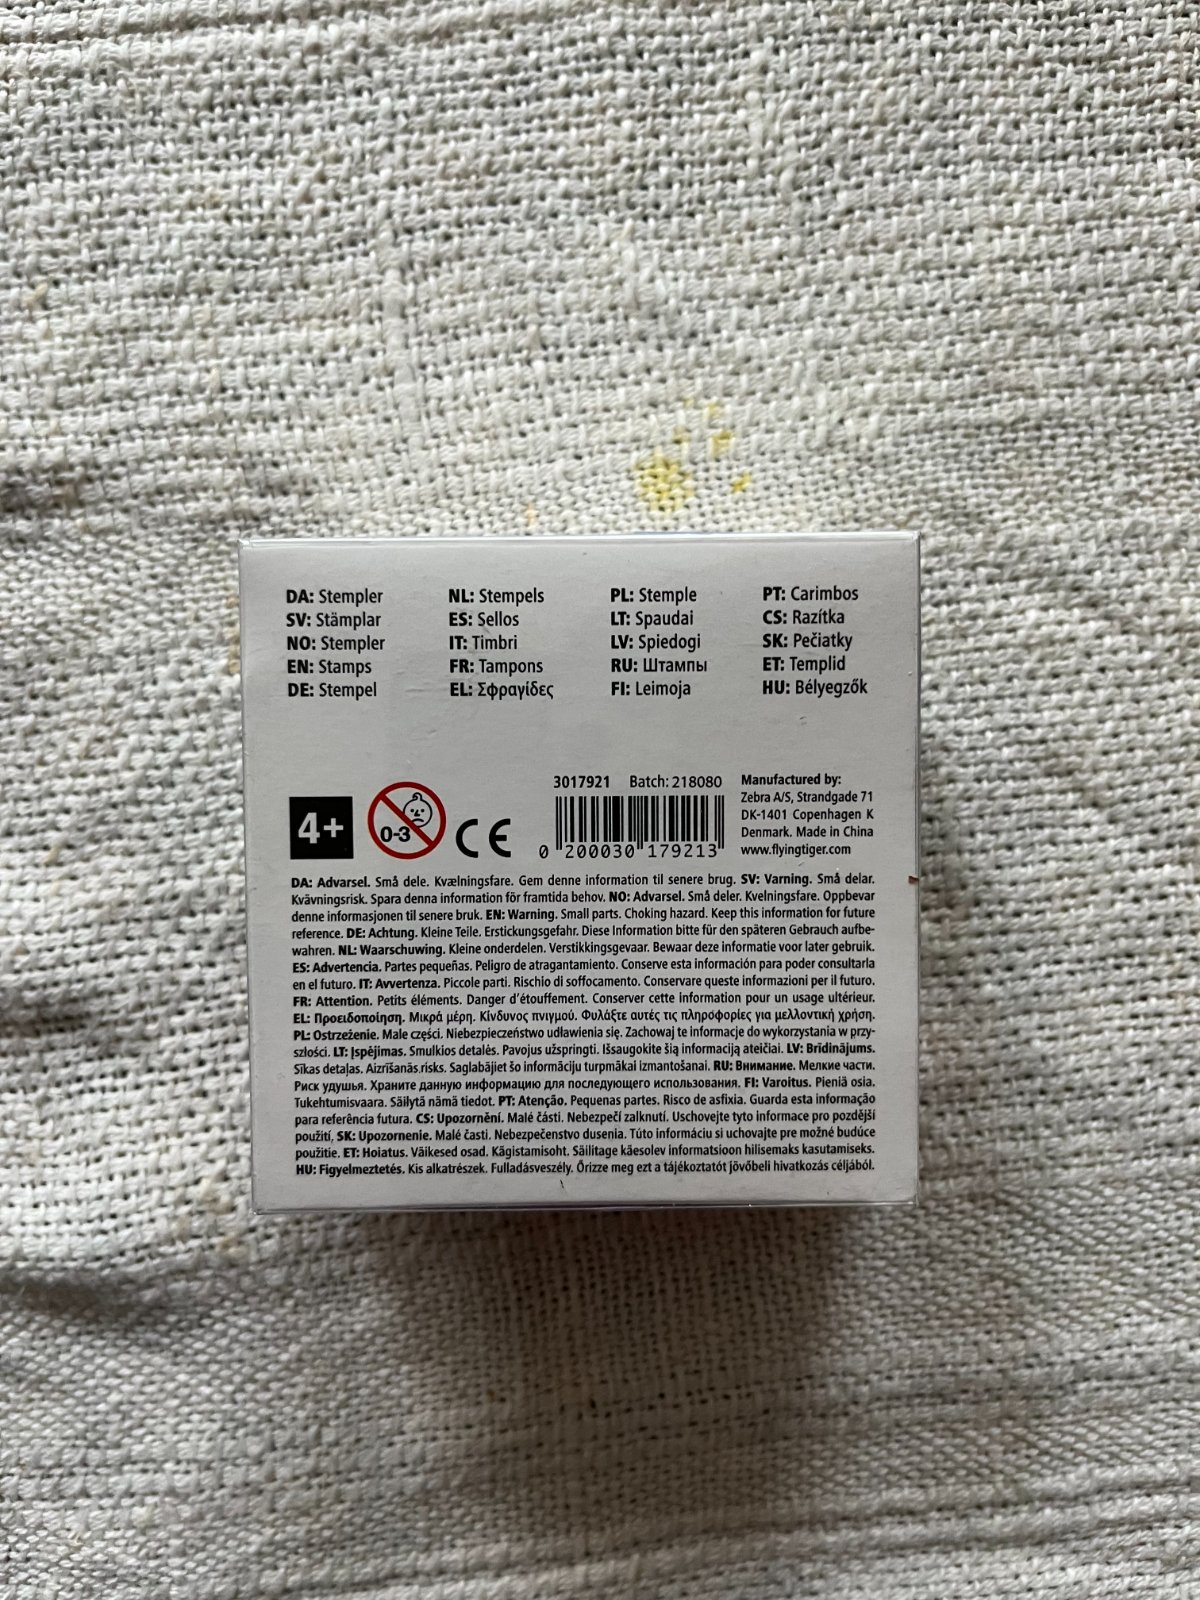 DA: Stempler
SV: Stämplar
NO: Stempler
EN: Stamps
DE: Stempel
NL: Stempels
ES: Sellos
IT: Timbri
FR: Tampons
EL: Σφραγίδες
PL: Stemple
LT: Spaudai
LV: Spiedogi
RU: Штампы
FI: Leimoja
PT: Carimbos
CS: Razítka
SK: Pečiatky
ET: Templid
HU: Bélyegzők
4+
0-3
CE
3017921 Batch: 218080
0 200030 179213
Manufactured by:
Zebra A/S, Strandgade 71
DK-1401 Copenhagen K
Denmark. Made in China
www.flyingtiger.com
DA: Advarsel. Små dele. Kvælningsfare. Gem denne information til senere brug. SV: Varning. Små delar.
Kvävningsrisk. Spara denna information för framtida behov. NO: Advarsel. Små deler. Kvelningsfare. Oppbevar
denne informasjonen til senere bruk. EN: Warning. Small parts. Choking hazard. Keep this information for future
reference. DE: Achtung. Kleine Teile. Erstickungsgefahr. Diese Information bitte für den späteren Gebrauch aufbe-
wahren. NL: Waarschuwing. Kleine onderdelen. Verstikkingsgevaar. Bewaar deze informatie voor later gebruik.
ES: Advertencia. Partes pequeñas. Peligro de atragantamiento. Conserve esta información para poder consultarla
en el futuro. IT: Avvertenza. Piccole parti. Rischio di soffocamento. Conservare queste informazioni per il futuro.
FR: Attention. Petits éléments. Danger d'étouffement. Conserver cette information pour un usage ultérieur.
EL: Προειδοποίηση. Μικρά μέρη. Κίνδυνος πνιγμού. Φυλάξτε αυτές τις πληροφορίες για μελλοντική χρήση.
PL: Ostrzeżenie. Małe części. Niebezpieczeństwo udławienia się. Zachowaj te informacje do wykorzystania w przy-
szłości. LT: Įspėjimas. Smulkios detalės. Pavojus užspringti. Išsaugokite šią informaciją ateičiai. LV: Brīdinājums.
Sīkas detaļas. Aizrīšanās risks. Saglabājiet šo informāciju turpmākai izmantošanai. RU: Внимание. Мелкие части.
Риск удушья. Храните данную информацию для последующего использования. FI: Varoitus. Pieniä osia.
Tukehtumisvaara. Säilytä nämä tiedot. PT: Atenção. Pequenas partes. Risco de asfixia. Guarda esta informação
para referência futura. CS: Upozornění. Malé části. Nebezpečí zalknutí. Uschovejte tyto informace pro pozdější
použití. SK: Upozornenie. Malé časti. Nebezpečenstvo dusenia. Túto informáciu si uchovajte pre možné budúce
použitie. ET: Hoiatus. Väikesed osad. Kägistamisoht. Säilitage käesolev informatsioon hilisemaks kasutamiseks.
HU: Figyelmeztetés. Kis alkatrészek. Fulladásveszély. Őrizze meg ezt a tájékoztatót jövőbeli hivatkozás céljából.